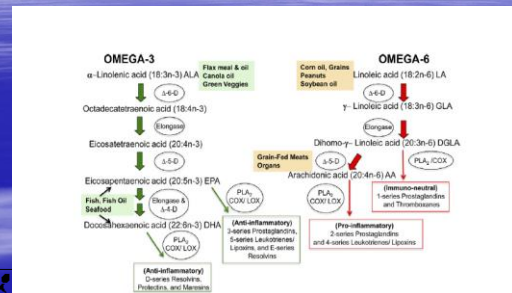 OMEGA-3
Flax meal & oil
Canola oil
Green Veggies
α-Linolenic acid (18:3n-3) ALA
Δ-6-D
Octadecatetraenoic acid (18:4n-3)
Elongase
Eicosatetraenoic acid (20:4n-3)
Δ-5-D
Eicosapentaenoic acid (20:5n-3) EPA
Fish, Fish Oil
Seafood
Elongase &
Δ-4-D
PLA2
COX/ LOX
Docosahexaenoic acid (22:6n-3) DHA
PLA2
COX/ LOX
(Anti-inflammatory)
3-series Prostaglandins,
5-series Leukotrienes/
Lipoxins, and E-series
Resolvins
(Anti-inflammatory)
D-series Resolvins,
Protectins, and Maresins
OMEGA-6
Corn oil, Grains
Peanuts
Soybean oil
Linoleic acid (18:2n-6) LA
Δ-6-D
γ- Linoleic acid (18:3n-6) GLA
Elongase
Dihomo-γ- Linoleic acid (20:3n-6) DGLA
Grain-Fed Meats
Organs
Δ-5-D
PLA2 /COX
Arachidonic acid (20:4n-6) AA
PLA2
COX/ LOX
(Immuno-neutral)
1-series Prostaglandins
and Thromboxanes
(Pro-inflammatory)
2-series Prostaglandins
and 4-series Leukotrienes/ Lipoxins